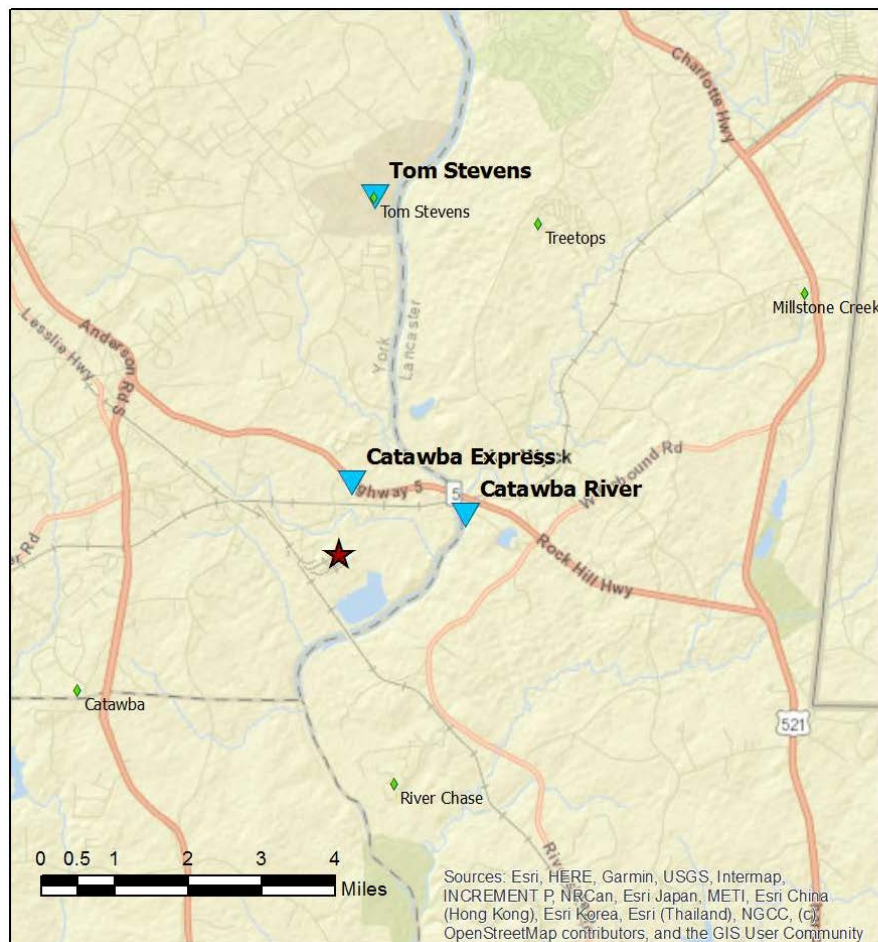 Charlotte Hwy
Tom Stevens
Tom Stevens
Treetops
Millstone Creek
Lesslie Hwy
Anderson Rd S
York
Lancaster
Catawba Express
Rd
Highway 5
5
Catawba River
Rock Hill Hwy
Rd
Catawba
521
River Chase
0 0.5 1 2 3 4
Miles
Sources: Esri, HERE, Garmin, USGS, Intermap,
INCREMENT P, NRCan, Esri Japan, METI, Esri China
(Hong Kong), Esri Korea, Esri (Thailand), NGCC, (c)
OpenStreetMap contributors, and the GIS User Community